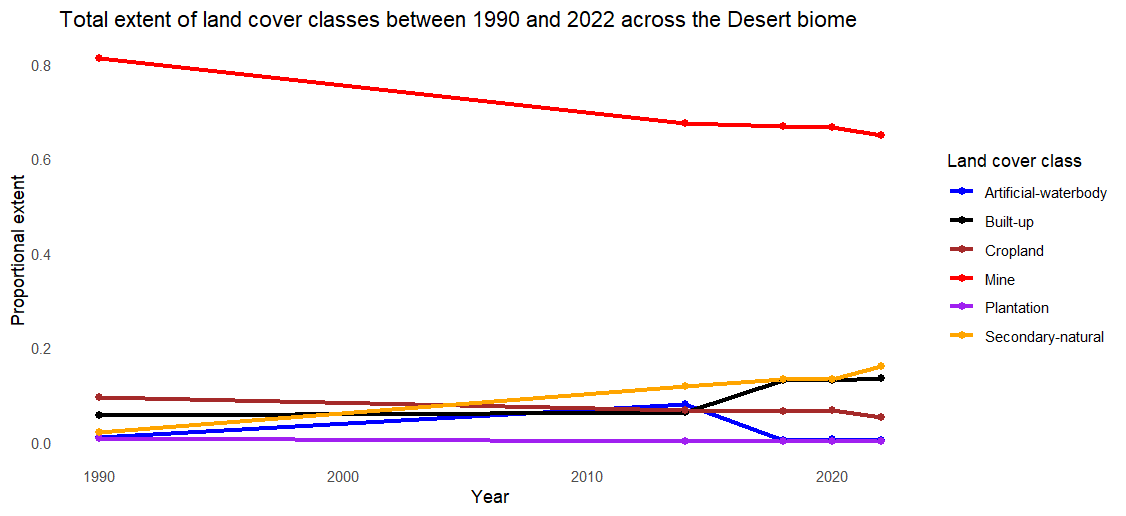 Total extent of land cover classes between 1990 and 2022 across the Desert biome
Proportional extent
0.8
0.6
0.4
0.2
0.0
1990 2000 2010 2020
Year
Land cover class
Artificial-waterbody
Built-up
Cropland
Mine
Plantation
Secondary-natural